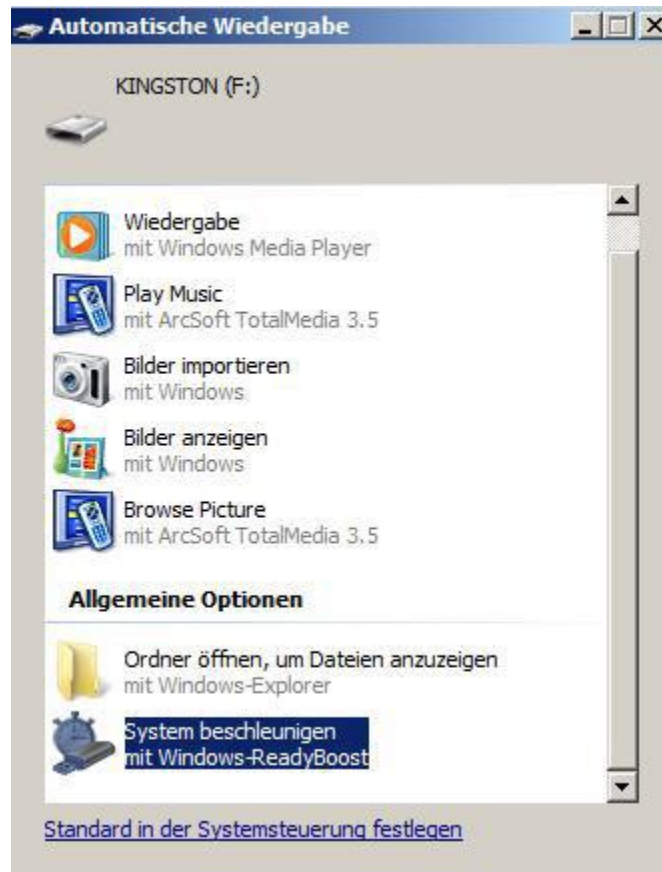 Automatische Wiedergabe
KINGSTON (F:)
Wiedergabe
mit Windows Media Player
Play Music
mit ArcSoft TotalMedia 3.5
Bilder importieren
mit Windows
Bilder anzeigen
mit Windows
Browse Picture
mit ArcSoft TotalMedia 3.5
Allgemeine Optionen
Ordner öffnen, um Dateien anzuzeigen
mit Windows-Explorer
System beschleunigen
mit Windows-ReadyBoost
Standard in der Systemsteuerung festlegen